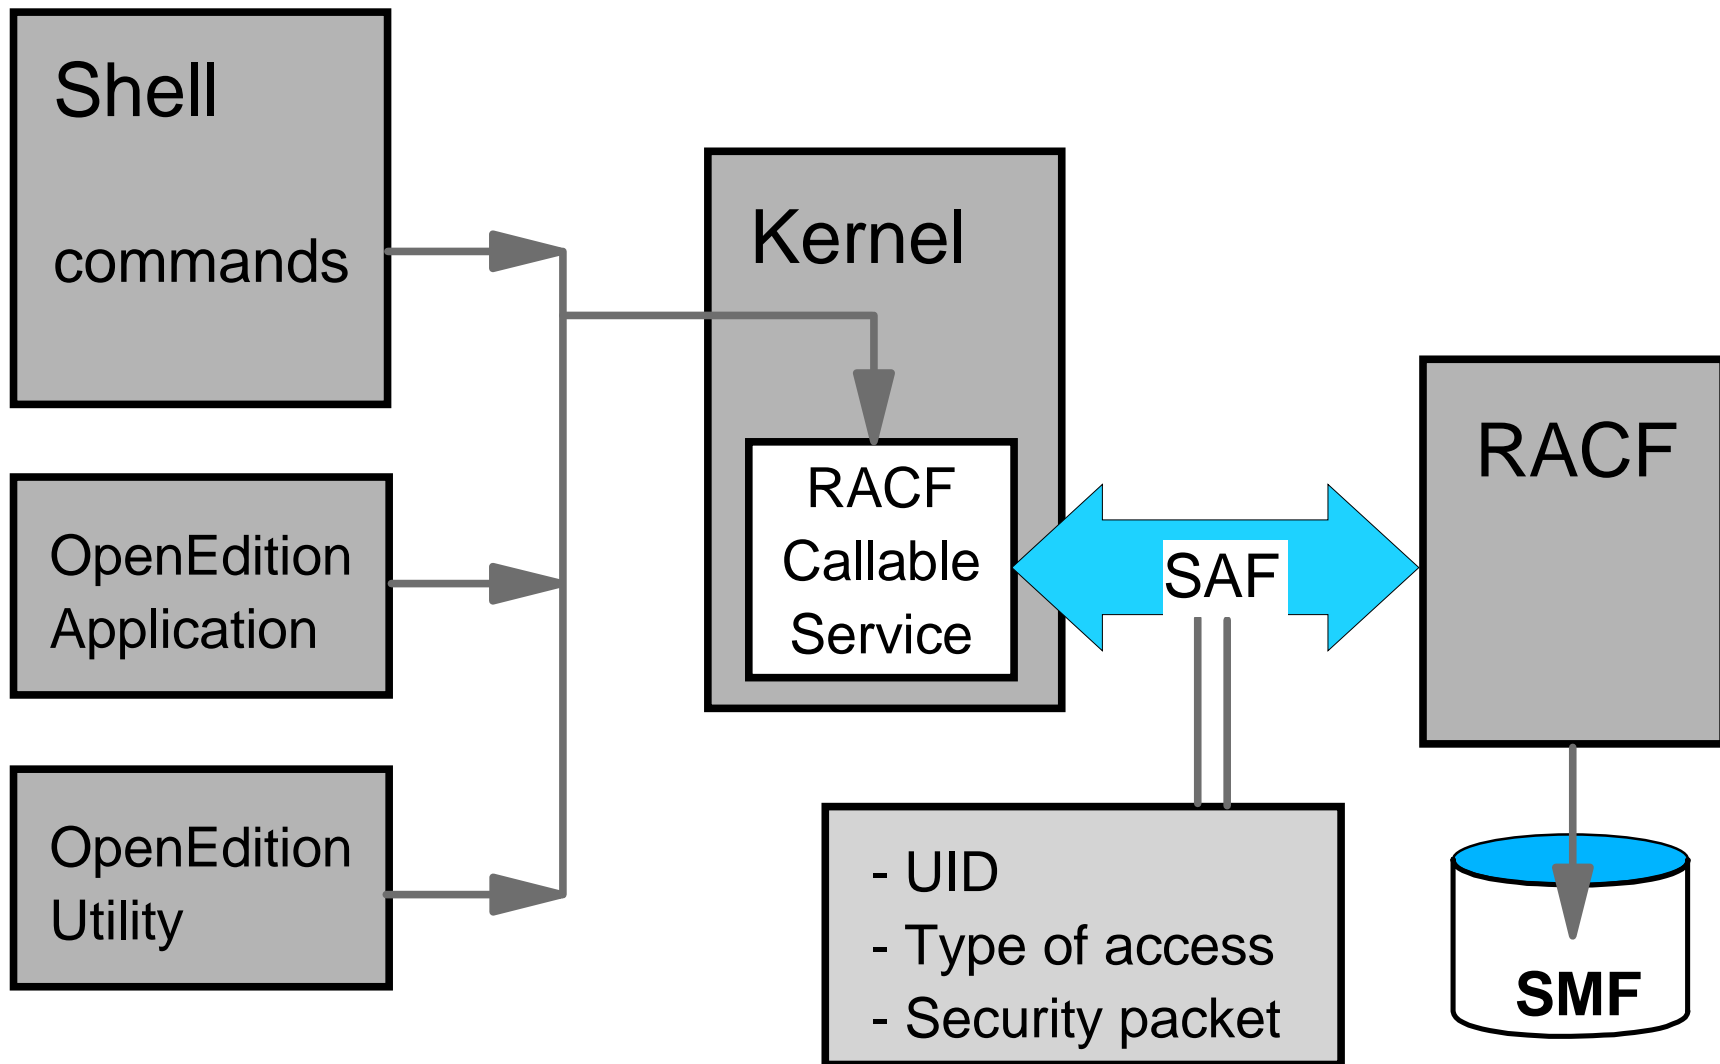 Shell
commands
OpenEdition
Application
OpenEdition
Utility
Kernel
RACF
Callable
Service
SAF
- UID
- Type of access
- Security packet
RACF
SMF